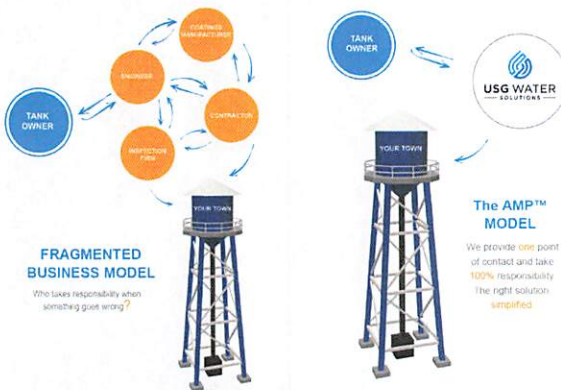 COATINGS
MANUFACTURER
ENGINEER
TANK
OWNER
CONTRACTOR
INSPECTION
FIRM
YOUR TOWN
FRAGMENTED
BUSINESS MODEL
Who takes responsibility when
something goes wrong?
TANK
OWNER
USG WATER
SOLUTIONS
YOUR TOWN
The AMP™
MODEL
We provide one point
of contact and take
100% responsibility
The right solution
simplified